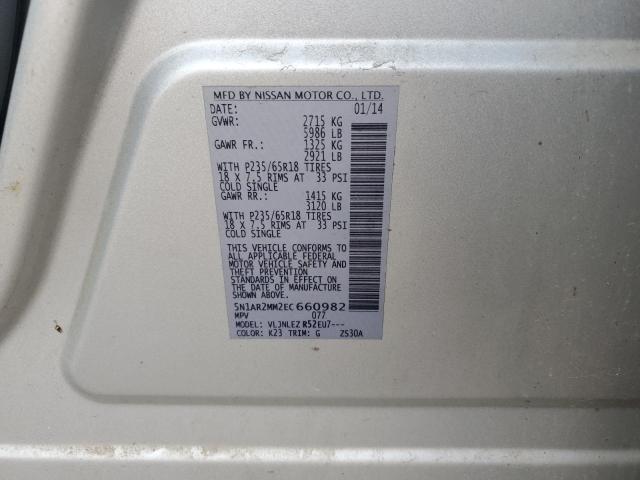 MFD BY NISSAN MOTOR CO., LTD.
DATE: 01/14
GVWR: 2715 KG
5986 LB
GAWR FR.: 1325 KG
2921 LB
WITH P235/65R18 TIRES
18 X 7.5 RIMS AT 33 PSI
COLD SINGLE
GAWR RR.: 1415 KG
3120 LB
WITH P235/65R18 TIRES
18 X 7.5 RIMS AT 33 PSI
COLD SINGLE
THIS VEHICLE CONFORMS TO
ALL APPLICABLE FEDERAL
MOTOR VEHICLE SAFETY AND
THEFT PREVENTION
STANDARDS IN EFFECT ON
THE DATE OF MANUFACTURE
SHOWN ABOVE.
5N1AR2MM2EC660982
MPV 077
MODEL: VLJNLEZ R52EU7---
COLOR: K23 TRIM: G ZS30A